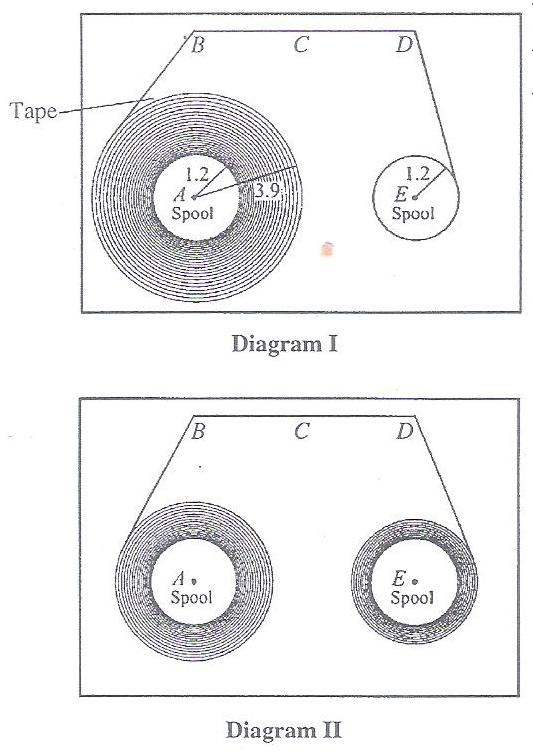 B C D
Tape
1.2 1.2
A 3.9 E
Spool Spool
Diagram I
B C D
A E
Spool Spool
Diagram II